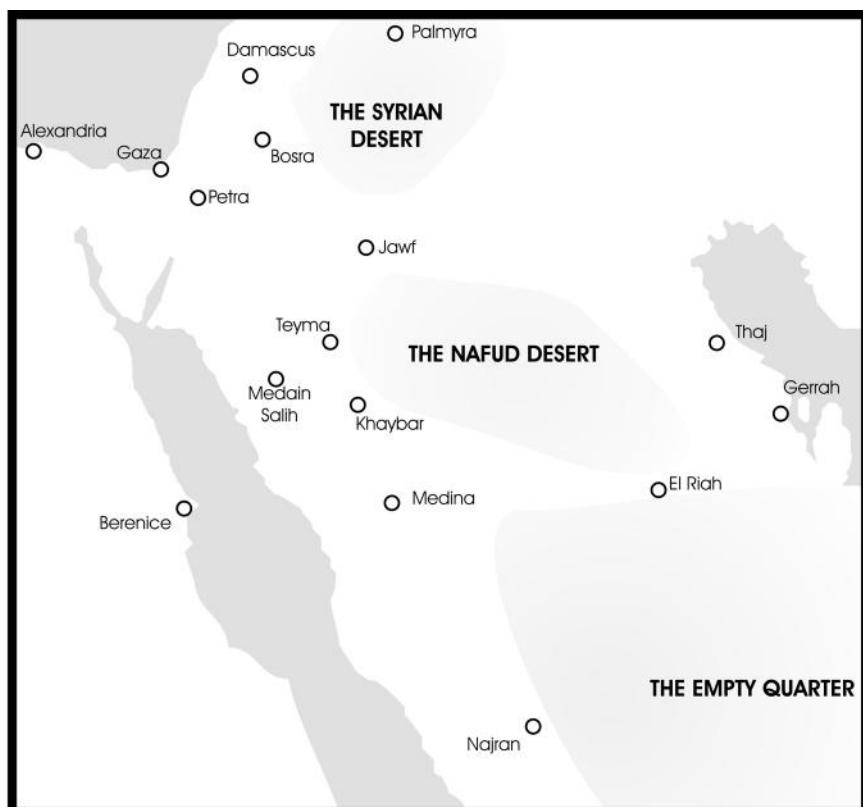 Palmyra
Damascus
THE SYRIAN
DESERT
Alexandria
Gaza
Bosra
Petra
Jawf
Teyma
THE NAFUD DESERT
Thaj
Medain
Salih
Gerrah
Khaybar
El Riah
Medina
Berenice
THE EMPTY QUARTER
Najran